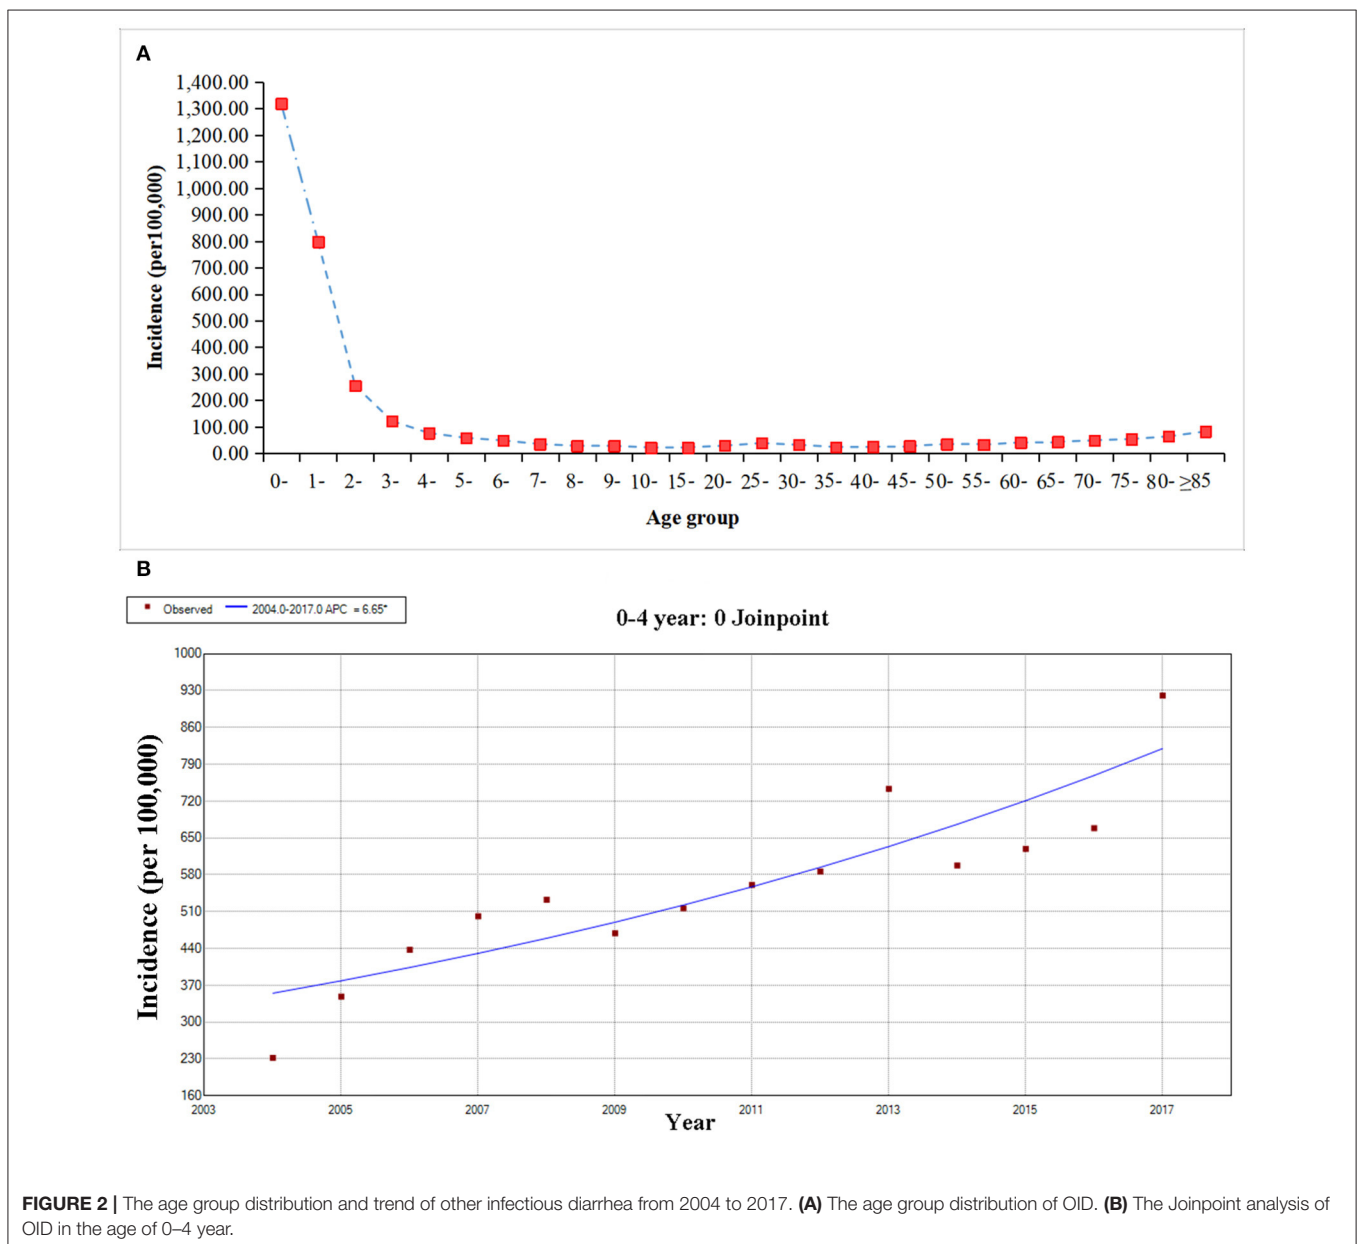 A
1,400.00
1,300.00
1,200.00
1,100.00
1,000.00
900.00
800.00
700.00
600.00
500.00
400.00
300.00
200.00
100.00
0.00
Incidence (per100,000)
0- 1- 2- 3- 4- 5- 6- 7- 8- 9- 10- 15- 20- 25- 30- 35- 40- 45- 50- 55- 60- 65- 70- 75- 80- ≥85
Age group
B
Observed 2004.0-2017.0 APC = 6.65*
0-4 year: 0 Joinpoint
1000
930
860
790
720
650
580
510
440
370
300
230
160
Incidence (per 100,000)
2003 2005 2007 2009 2011 2013 2015 2017
Year
FIGURE 2 | The age group distribution and trend of other infectious diarrhea from 2004 to 2017. (A) The age group distribution of OID. (B) The Joinpoint analysis of
OID in the age of 0–4 year.